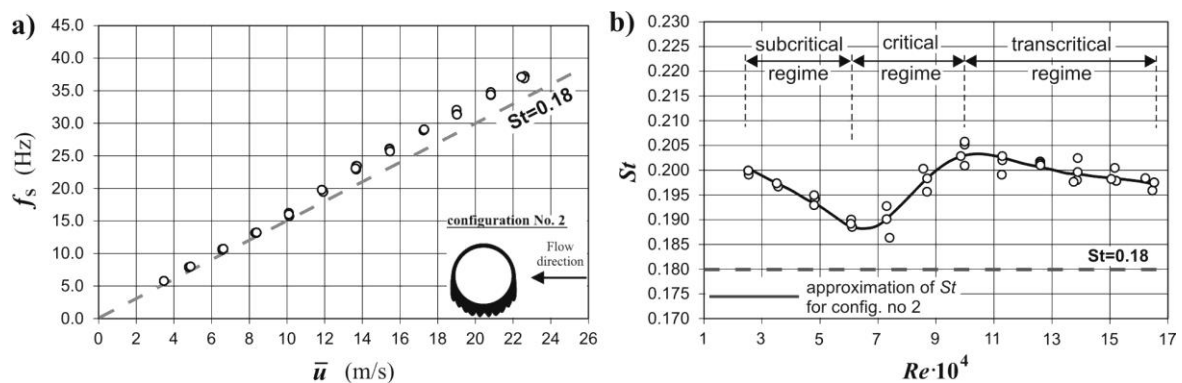 a)
45.0
40.0
35.0
30.0
25.0
20.0
15.0
10.0
5.0
0.0
f_s (Hz)
St=0.18
configuration No. 2
Flow
direction
0 2 4 6 8 10 12 14 16 18 20 22 24 26
u̅ (m/s)
b)
0.230
0.225
0.220
0.215
0.210
0.205
0.200
0.195
0.190
0.185
0.180
0.175
0.170
St
subcritical
regime
critical
regime
transcritical
regime
St=0.18
approximation of St
for config. no 2
1 3 5 7 9 11 13 15 17
Re·10⁴